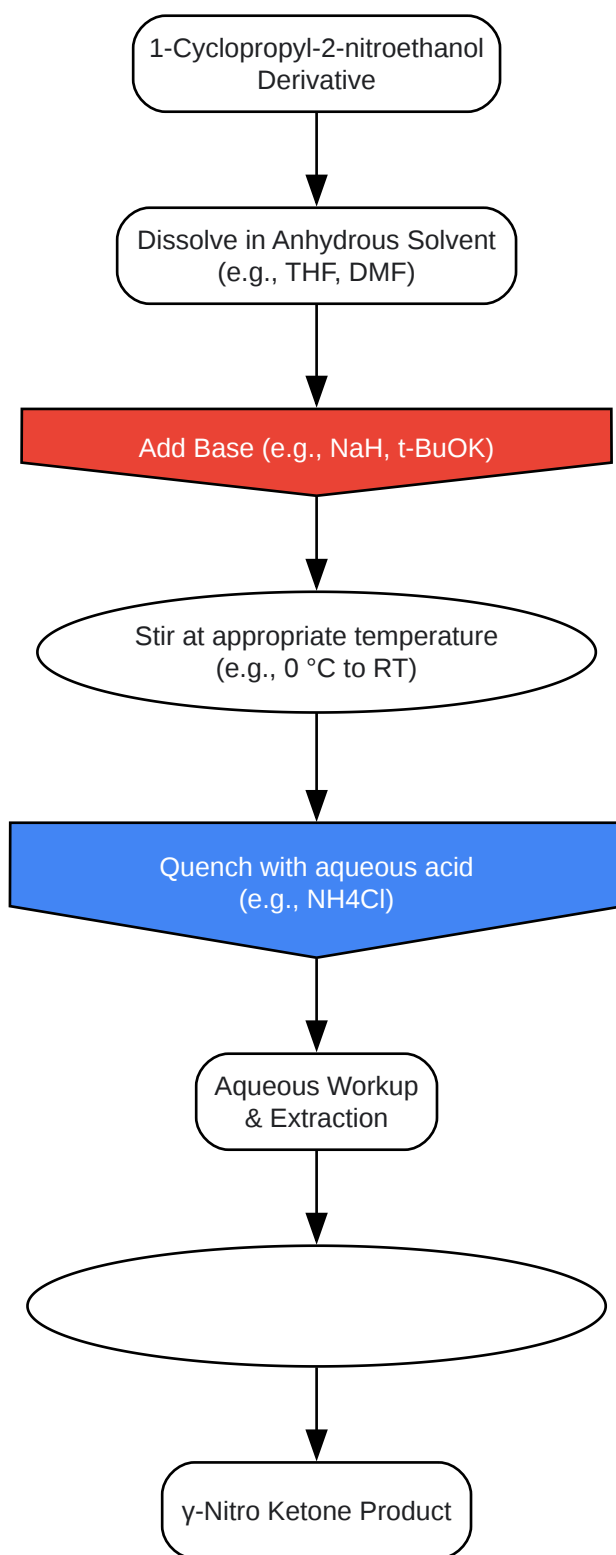 1-Cyclopropyl-2-nitroethanol
Derivative
Dissolve in Anhydrous Solvent
(e.g., THF, DMF)
Add Base (e.g., NaH, t-BuOK)
Stir at appropriate temperature
(e.g., 0 °C to RT)
Quench with aqueous acid
(e.g., NH4Cl)
Aqueous Workup
& Extraction
γ-Nitro Ketone Product